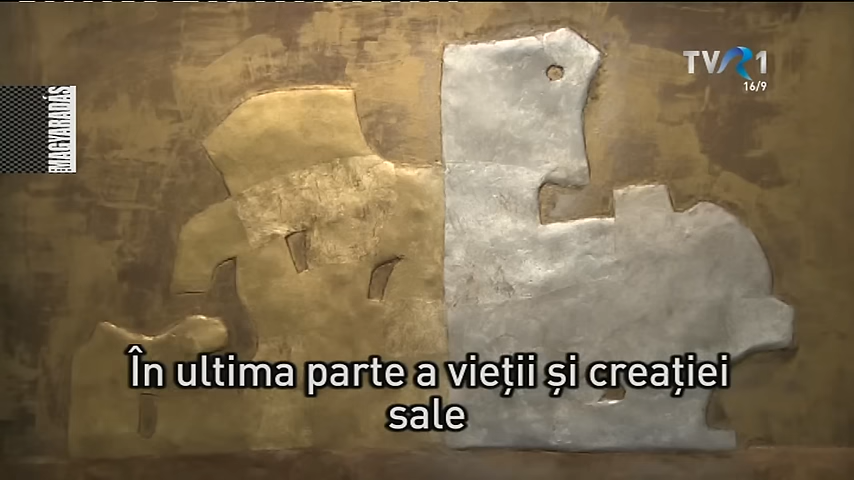 TVR1
16/9
MAGYARADÁS
În ultima parte a vieții și creației
sale